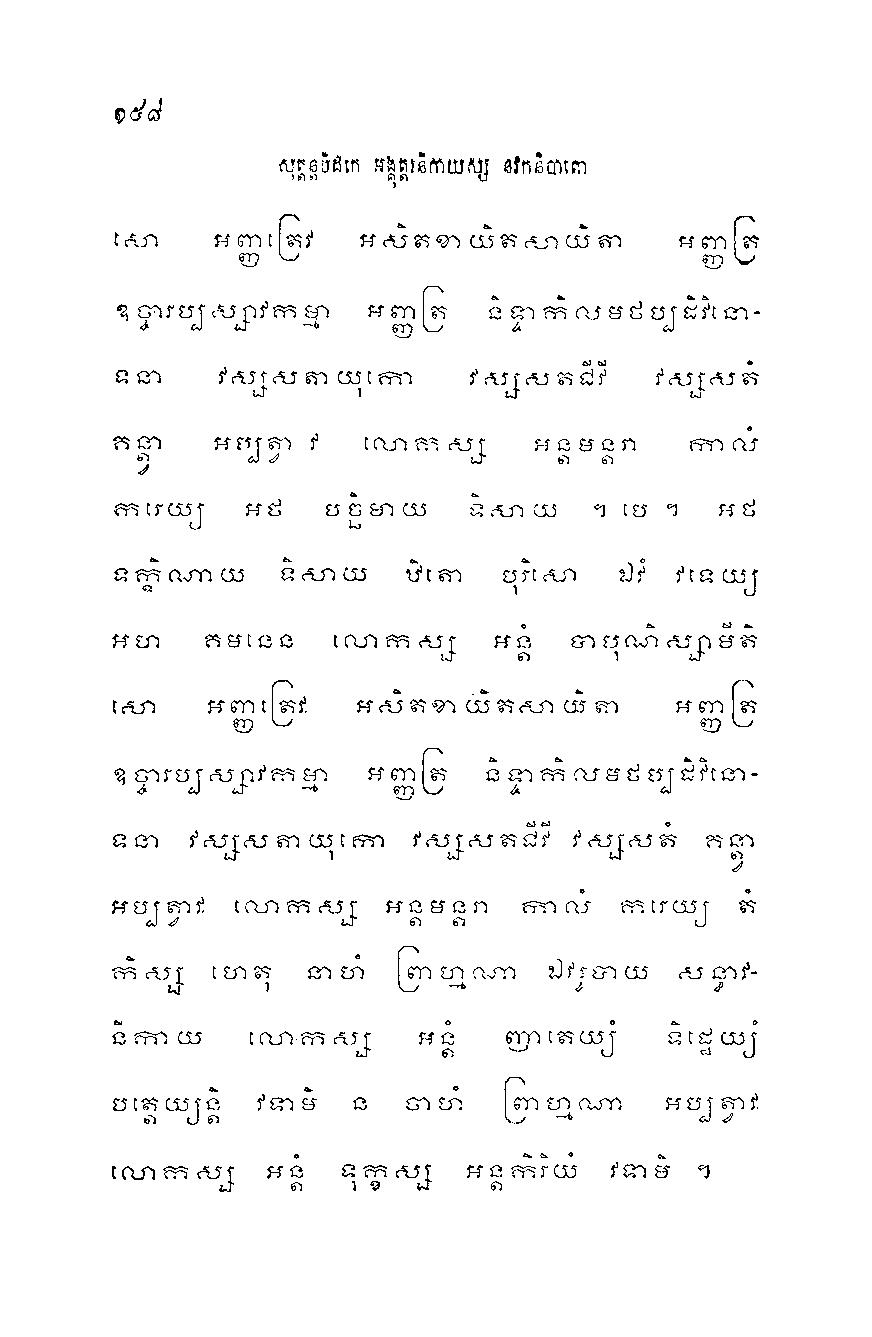 ១៥៨
សុត្តន្តបិដកេ អង្គុត្តរនិកាយស្ស នវកនិបាតោ
សោ អញ្ញត្រេវ អសិតខាយិតសាយិតា អញ្ញត្រ
ឧច្ចារប្បស្សាវកម្មា អញ្ញត្រ និទ្ទាកិលមថប្បដិវិនោ-
ទនា វស្សសតាយុកោ វស្សសតជីវី វស្សសតំ
គន្ត្វា អប្បត្វា វ លោកស្ស អន្តមន្តរា កាលំ
ករេយ្យ អថ បច្ឆិមាយ ទិសាយ ។ បេ ។ អថ
ទក្ខិណាយ ទិសាយ ឋិតោ បុរិសោ ឯវំ វទេយ្យ
អហ គមនេន លោកស្ស អន្តំ បាបុណិស្សាមីតិ
សោ អញ្ញត្រេវ អសិតខាយិតសាយិតា អញ្ញត្រ
ឧច្ចារប្បស្សាវកម្មា អញ្ញត្រ និទ្ទាកិលមថប្បដិវិនោ-
ទនា វស្សសតាយុកោ វស្សសតជីវី វស្សសតំ គន្ត្វា
អប្បត្វាវ លោកស្ស អន្តមន្តរា កាលំ ករេយ្យ តំ
កិស្ស ហេតុ នាហំ ព្រាហ្មណា ឯវរូបាយ សន្ធាវ-
និកាយ លោកស្ស អន្តំ ញាតេយ្យំ ទិដ្ឋេយ្យំ
បត្តេយ្យន្តិ វទាមិ ន ចាហំ ព្រាហ្មណា អប្បត្វាវ
លោកស្ស អន្តំ ទុក្ខស្ស អន្តកិរិយំ វទាមិ ។